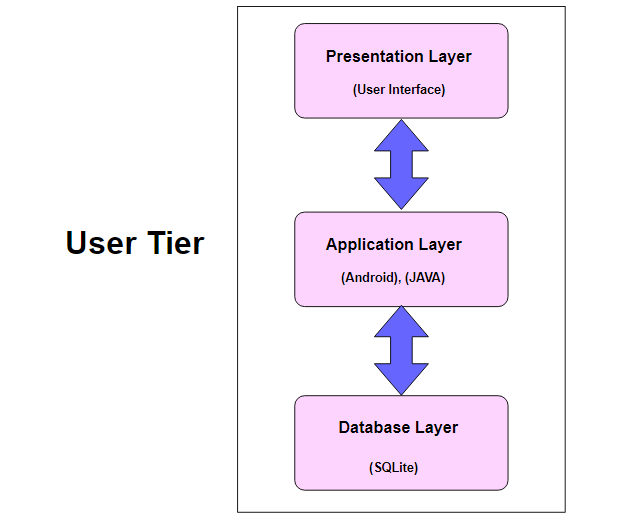 Presentation Layer
(User Interface)
User Tier
Application Layer
(Android), (JAVA)
Database Layer
(SQLite)